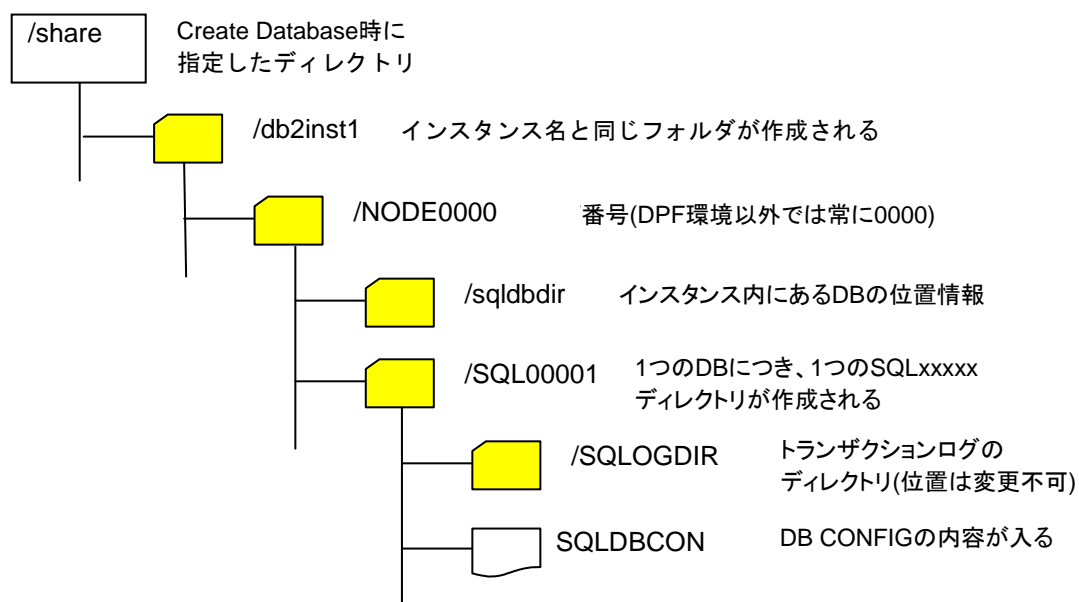 /share
Create Database時に
指定したディレクトリ
/db2inst1
インスタンス名と同じフォルダが作成される
/NODE0000
番号(DPF環境以外では常に0000)
/sqldbdir
インスタンス内にあるDBの位置情報
/SQL00001
1つのDBにつき、1つのSQLxxxxx
ディレクトリが作成される
/SQLOGDIR
トランザクションログの
ディレクトリ(位置は変更不可)
SQLDBCON
DB CONFIGの内容が入る